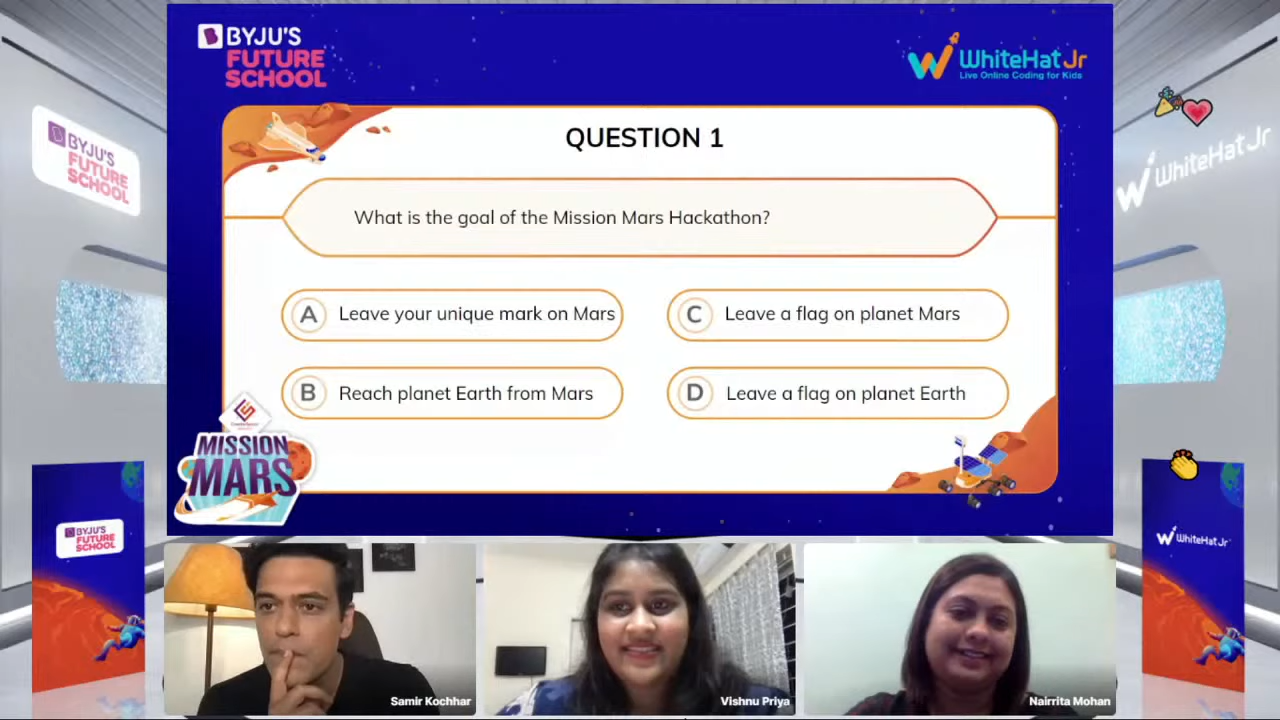 BYJU'S
FUTURE
SCHOOL
WhiteHat Jr
Live Online Coding for Kids
BYJU'S
FUTURE
SCHOOL
WhiteHat Jr
QUESTION 1
What is the goal of the Mission Mars Hackathon?
A Leave your unique mark on Mars
C Leave a flag on planet Mars
B Reach planet Earth from Mars
D Leave a flag on planet Earth
MISSION
MARS
BYJU'S
FUTURE
SCHOOL
WhiteHat Jr
Samir Kochhar
Vishnu Priya
Nairrita Mohan